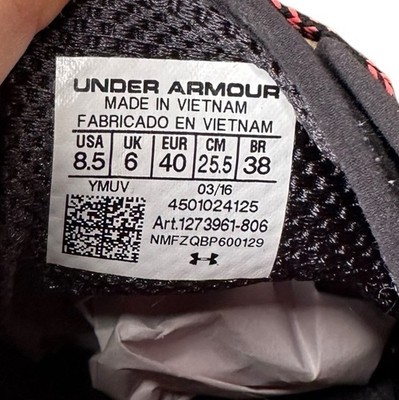 UNDER ARMOUR
MADE IN VIETNAM
FABRICADO EN VIETNAM
USA UK EUR CM BR
8.5 6 40 25.5 38
YMUV 03/16
4501024125
Art.1273961-806
NMFZQBP600129